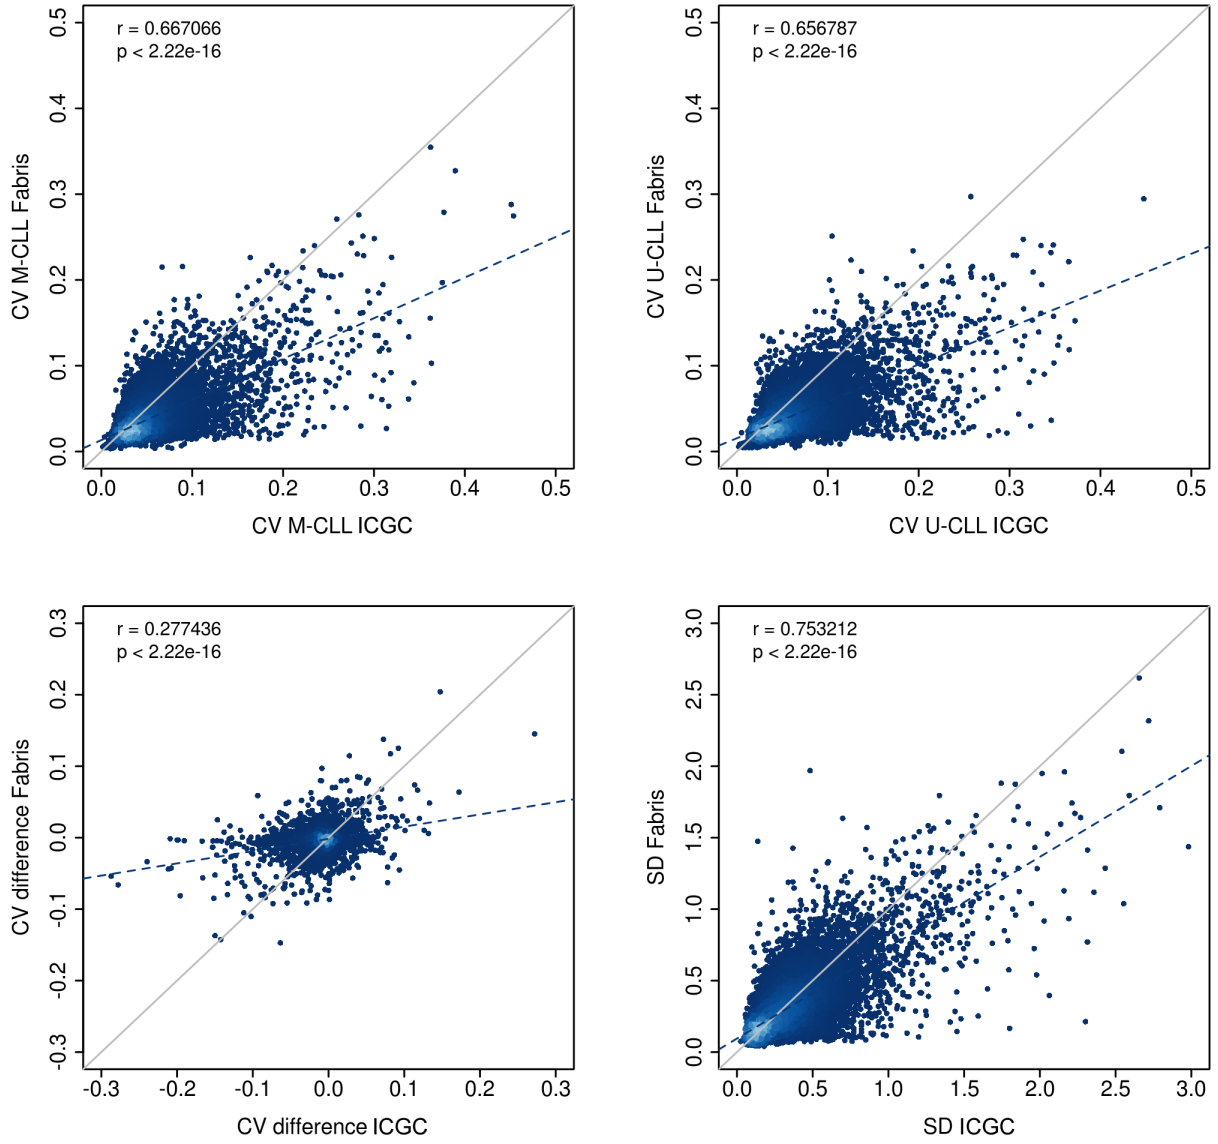 r = 0.667066
p < 2.22e-16
0.5
0.4
0.3
0.2
0.1
0.0
CV M-CLL Fabris
0.0 0.1 0.2 0.3 0.4 0.5
CV M-CLL ICGC
r = 0.656787
p < 2.22e-16
0.5
0.4
0.3
0.2
0.1
0.0
CV U-CLL Fabris
0.0 0.1 0.2 0.3 0.4 0.5
CV U-CLL ICGC
r = 0.277436
p < 2.22e-16
0.3
0.2
0.1
0.0
-0.1
-0.2
-0.3
CV difference Fabris
-0.3 -0.2 -0.1 0.0 0.1 0.2 0.3
CV difference ICGC
r = 0.753212
p < 2.22e-16
3.0
2.5
2.0
1.5
1.0
0.5
0.0
SD Fabris
0.0 0.5 1.0 1.5 2.0 2.5 3.0
SD ICGC